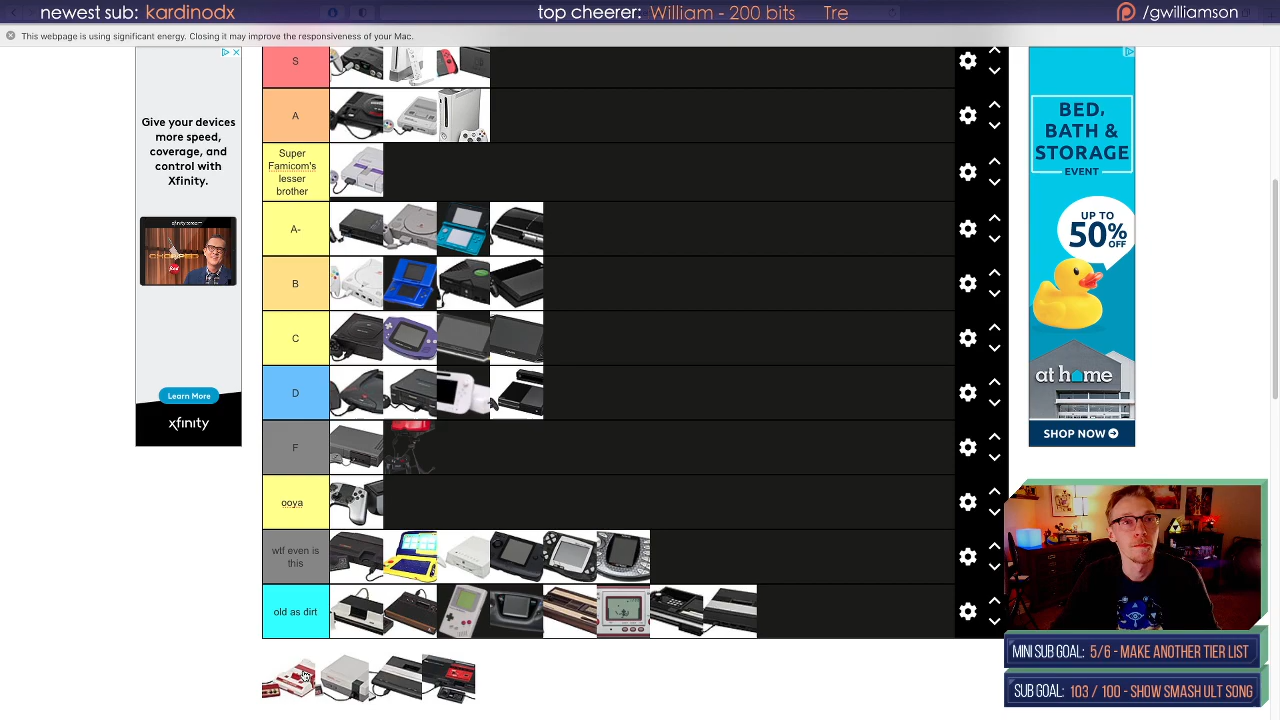 newest sub: kardinodx
top cheerer: William - 200 bits Tre
/gwilliamson
This webpage is using significant energy. Closing it may improve the responsiveness of your Mac.
Give your devices
more speed,
coverage, and
control with
Xfinity.
Learn More
xfinity
S
A
Super
Famicom's
lesser
brother
A-
B
C
D
F
ooya
wtf even is
this
old as dirt
BED,
BATH &
STORAGE
EVENT
UP TO
50%
OFF
at home
SHOP NOW
MINI SUB GOAL: 5/6 - MAKE ANOTHER TIER LIST
SUB GOAL: 103 / 100 - SHOW SMASH ULT SONG